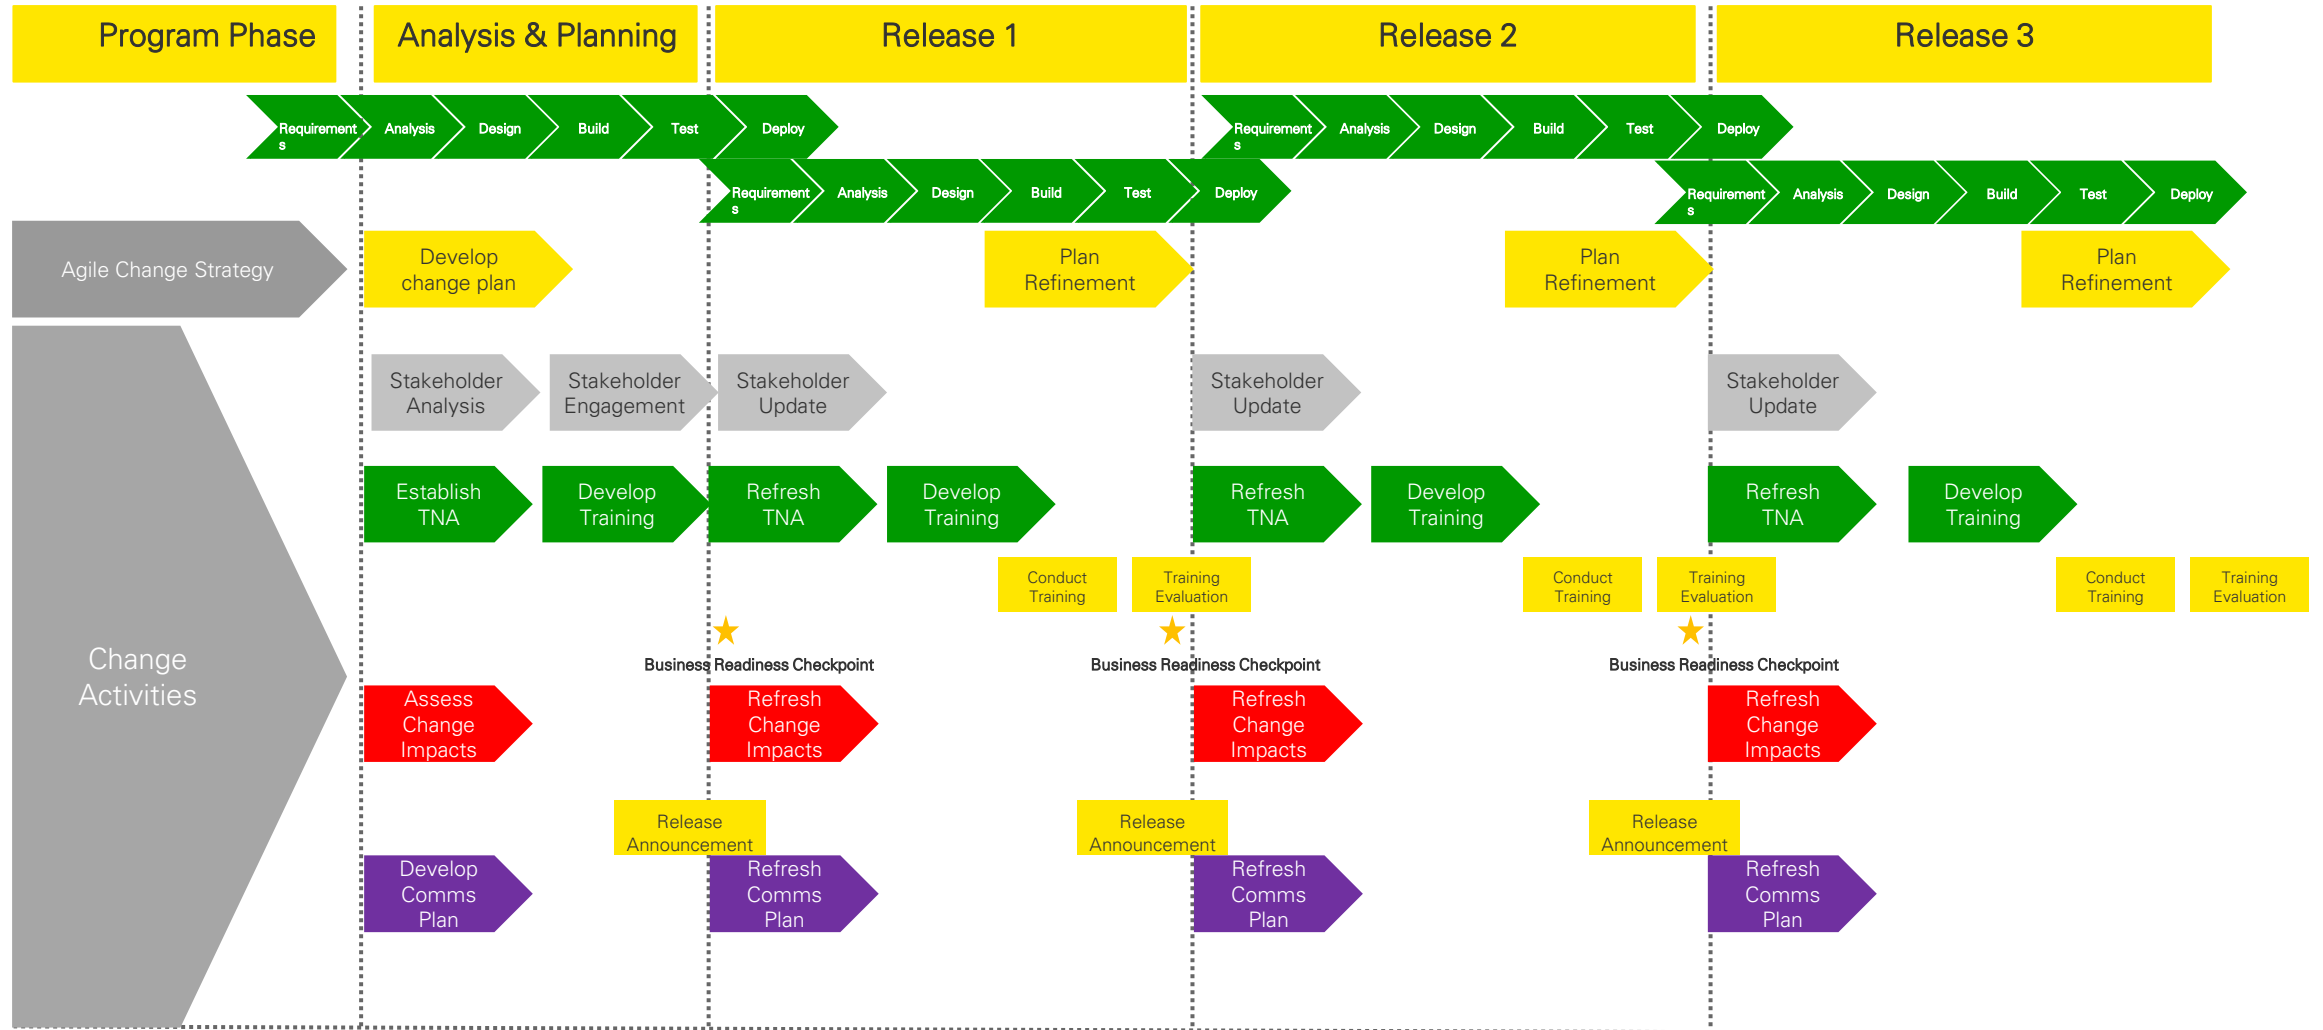 Program Phase
Analysis & Planning
Release 1
Release 2
Release 3
Requirement
s
Analysis
Design
Build
Test
Deploy
Requirement
s
Analysis
Design
Build
Test
Deploy
Requirement
s
Analysis
Design
Build
Test
Deploy
Requirement
s
Analysis
Design
Build
Test
Deploy
Agile Change Strategy
Develop
change plan
Plan
Refinement
Plan
Refinement
Plan
Refinement
Change
Activities
Stakeholder
Analysis
Stakeholder
Engagement
Stakeholder
Update
Stakeholder
Update
Stakeholder
Update
Establish
TNA
Develop
Training
Refresh
TNA
Develop
Training
Refresh
TNA
Develop
Training
Refresh
TNA
Develop
Training
Conduct
Training
Training
Evaluation
Conduct
Training
Training
Evaluation
Conduct
Training
Training
Evaluation
Business Readiness Checkpoint
Business Readiness Checkpoint
Business Readiness Checkpoint
Assess
Change
Impacts
Refresh
Change
Impacts
Refresh
Change
Impacts
Refresh
Change
Impacts
Release
Announcement
Release
Announcement
Release
Announcement
Develop
Comms
Plan
Refresh
Comms
Plan
Refresh
Comms
Plan
Refresh
Comms
Plan